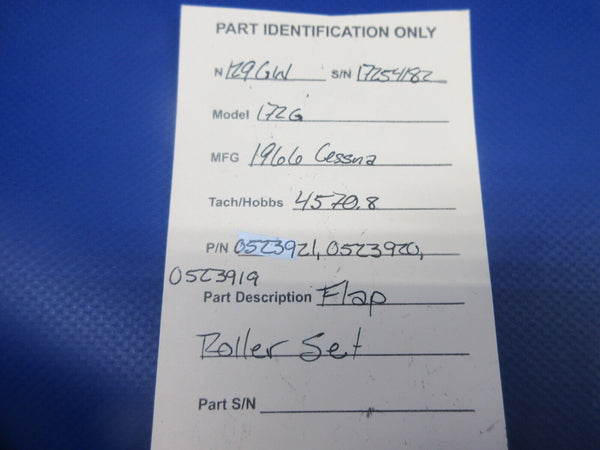 PART IDENTIFICATION ONLY
N 129GW S/N 17254182
Model 172G
MFG 1966 Cessna
Tach/Hobbs 4570.8
P/N 0523921, 0523920,
0523919
Part Description Flap
Roller Set
Part S/N